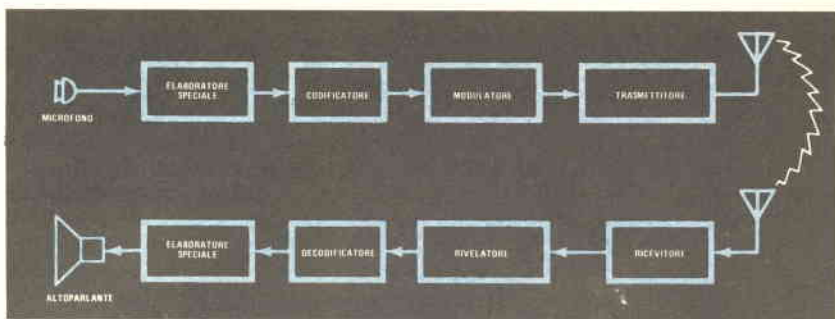 ELABORATORE
SPECIALE
CODIFICATORE
MODULATORE
TRASMETTITORE
MICROFONO
ELABORATORE
SPECIALE
DECODIFICATORE
RIVELATORE
RICEVITORE
ALTOPARLANTE